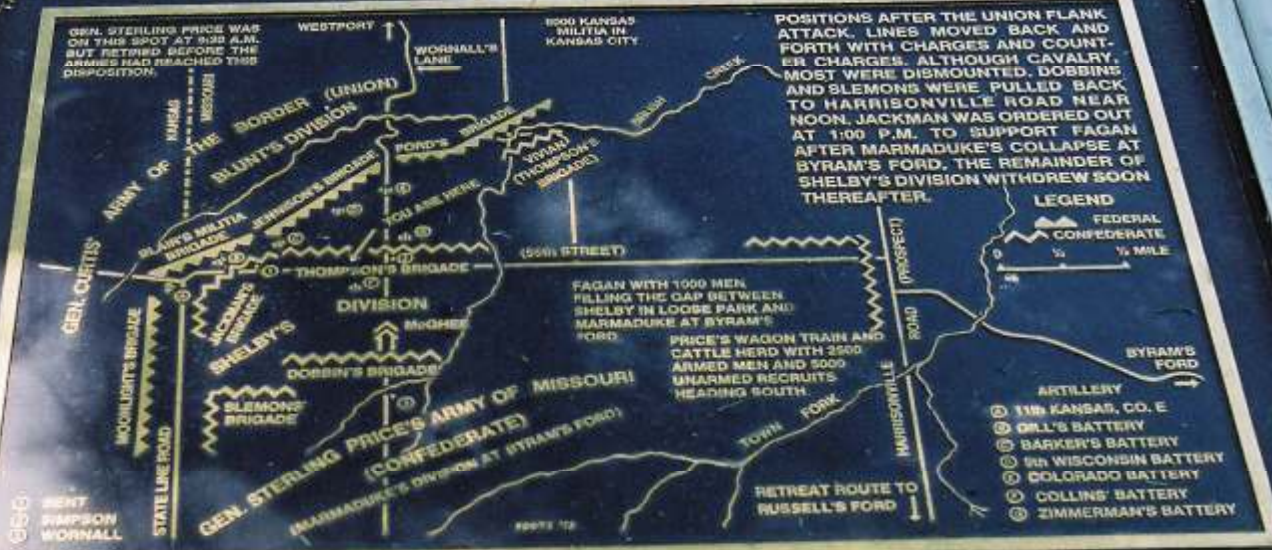 GEN. STERLING PRICE WAS
ON THIS SPOT AT 9:30 A.M.
BUT RETIRED BEFORE THE
ARMIES HAD REACHED THIS
DISPOSITION.
WESTPORT
WORNALL'S
LANE
KANSAS
MILITIA IN
KANSAS CITY
POSITIONS AFTER THE UNION FLANK
ATTACK. LINES MOVED BACK AND
FORTH WITH CHARGES AND COUNT-
ER CHARGES. ALTHOUGH CAVALRY,
MOST WERE DISMOUNTED. DOBBINS
AND SLEMONS WERE PULLED BACK
TO HARRISONVILLE ROAD NEAR
NOON. JACKMAN WAS ORDERED OUT
AT 1:00 P.M. TO SUPPORT FAGAN
AFTER MARMADUKE'S COLLAPSE AT
BYRAM'S FORD. THE REMAINDER OF
SHELBY'S DIVISION WITHDREW SOON
THEREAFTER.
KANSAS
MISSOURI
GEN. CURTIS' ARMY OF THE BORDER (UNION)
BLUNT'S DIVISION
BRUSH CREEK
FORD'S BRIGADE
VIVIAN
(THOMPSON'S
BRIGADE)
JENNISON'S BRIGADE
BLAIR'S MILITIA
BRIGADE
YOU ARE HERE
LEGEND
FEDERAL
CONFEDERATE
0 ¼ ½ MILE
(55th STREET)
THOMPSON'S BRIGADE
JACKMAN'S
BRIGADE
SHELBY'S DIVISION
McGHEE
FAGAN WITH 1000 MEN
FILLING THE GAP BETWEEN
SHELBY IN LOOSE PARK AND
MARMADUKE AT BYRAM'S
FORD.
PRICE'S WAGON TRAIN AND
CATTLE HERD WITH 2500
ARMED MEN AND 5000
UNARMED RECRUITS
HEADING SOUTH
MOONLIGHT'S BRIGADE
STATE LINE ROAD
DOBBIN'S BRIGADE
SLEMONS'
BRIGADE
GEN. STERLING PRICE'S ARMY OF MISSOURI
(CONFEDERATE)
(MARMADUKE'S DIVISION AT BYRAM'S FORD)
TOWN FORK
HARRISONVILLE ROAD
(PROSPECT)
BYRAM'S
FORD
RETREAT ROUTE TO
RUSSELL'S FORD
ARTILLERY
Ⓐ 11th KANSAS, CO. E
Ⓑ GILL'S BATTERY
Ⓒ BARKER'S BATTERY
Ⓓ 9th WISCONSIN BATTERY
Ⓔ COLORADO BATTERY
Ⓕ COLLINS' BATTERY
Ⓖ ZIMMERMAN'S BATTERY
BENT
SIMPSON
WORNALL